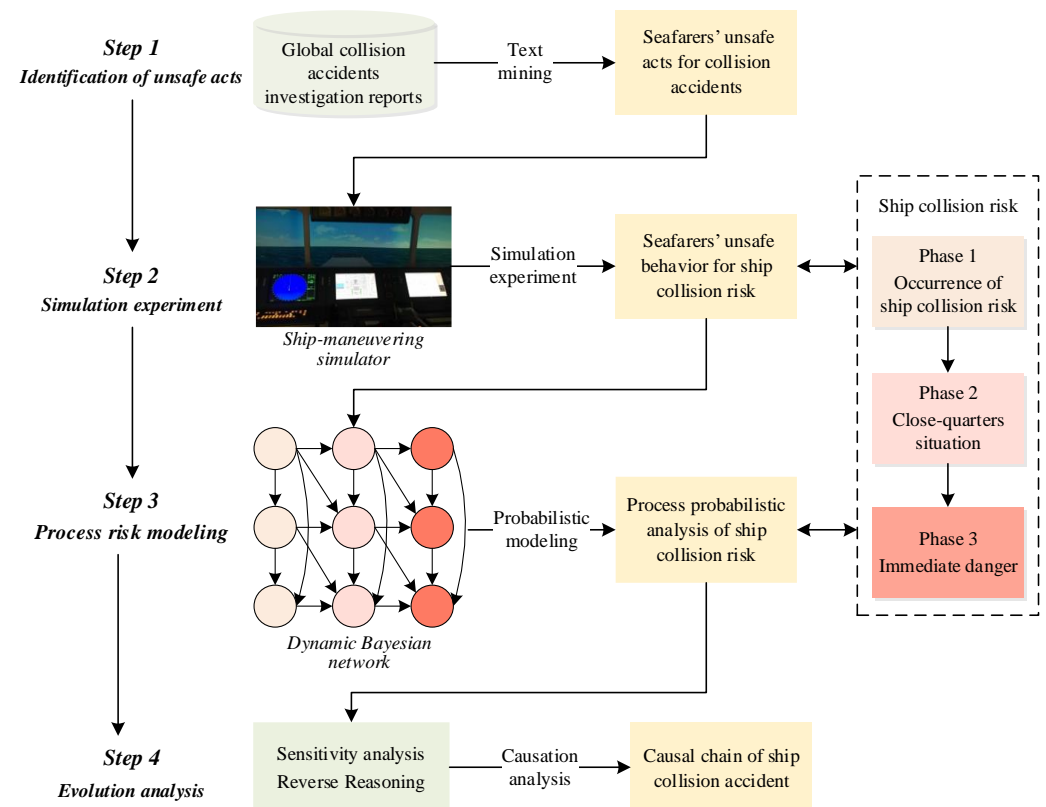 Step 1
Identification of unsafe acts
Global collision
accidents
investigation reports
Text
mining
Seafarers' unsafe
acts for collision
accidents
Step 2
Simulation experiment
Ship-maneuvering
simulator
Simulation
experiment
Seafarers' unsafe
behavior for ship
collision risk
Ship collision risk
Phase 1
Occurrence of
ship collision risk
Phase 2
Close-quarters
situation
Phase 3
Immediate danger
Step 3
Process risk modeling
Dynamic Bayesian
network
Probabilistic
modeling
Process probabilistic
analysis of ship
collision risk
Step 4
Evolution analysis
Sensitivity analysis
Reverse Reasoning
Causation
analysis
Causal chain of ship
collision accident